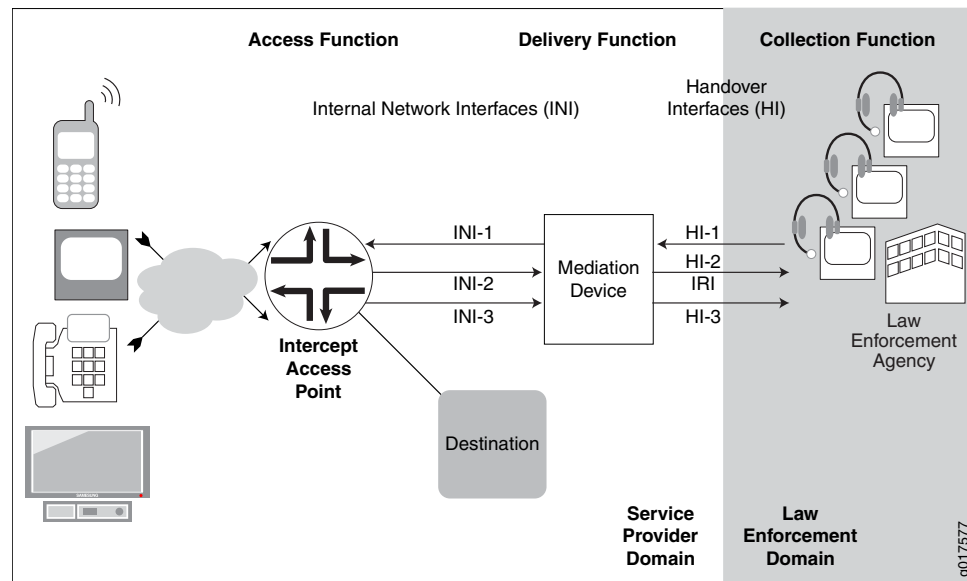 Access Function
Delivery Function
Collection Function
Internal Network Interfaces (INI)
Handover
Interfaces (HI)
INI-1
INI-2
INI-3
Mediation
Device
HI-1
HI-2
IRI
HI-3
Intercept
Access
Point
Law
Enforcement
Agency
Destination
SAMSUNG
Service
Provider
Domain
Law
Enforcement
Domain
g017577